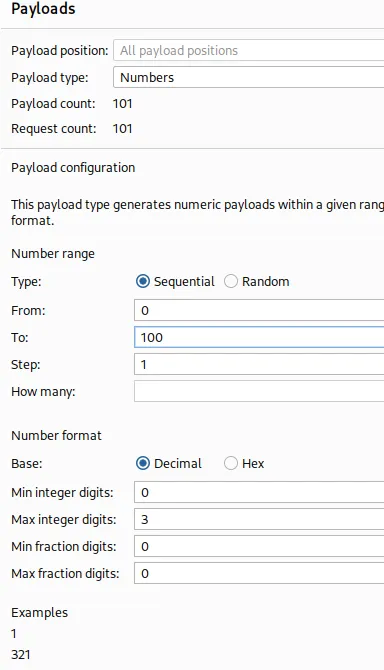 Payloads
Payload position: All payload positions
Payload type: Numbers
Payload count: 101
Request count: 101
Payload configuration
This payload type generates numeric payloads within a given
format.
Number range
Type: Sequential Random
From: 0
To: 100
Step: 1
How many:
Number format
Base: Decimal Hex
Min integer digits: 0
Max integer digits: 3
Min fraction digits: 0
Max fraction digits: 0
Examples
1
321